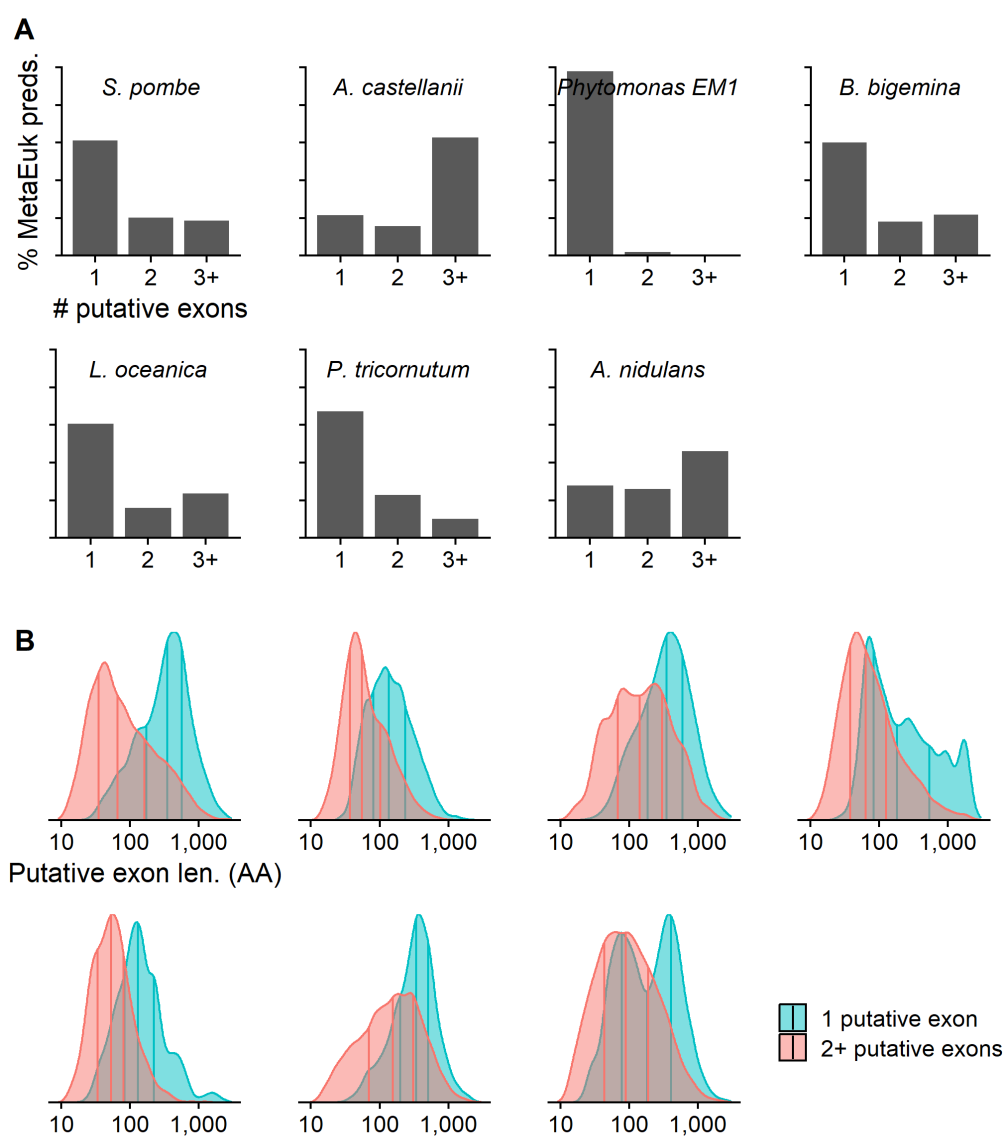 A
% MetaEuk preds.
S. pombe
A. castellanii
Phytomonas EM1
B. bigemina
1 2 3+
1 2 3+
1 2 3+
1 2 3+
# putative exons
L. oceanica
P. tricornutum
A. nidulans
1 2 3+
1 2 3+
1 2 3+
B
10 100 1,000
10 100 1,000
10 100 1,000
10 100 1,000
Putative exon len. (AA)
1 putative exon
2+ putative exons
10 100 1,000
10 100 1,000
10 100 1,000